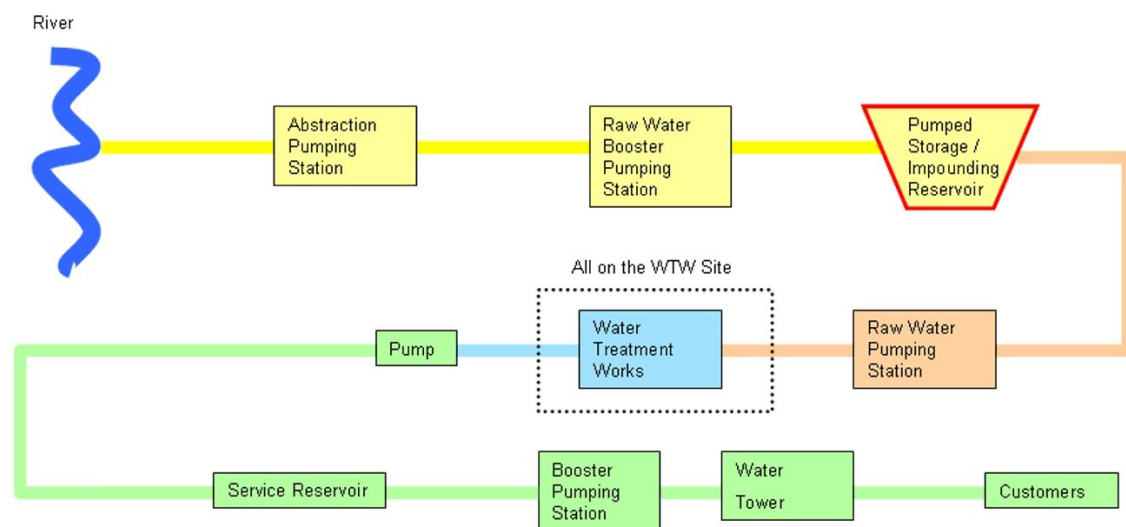 River
Abstraction
Pumping
Station
Raw Water
Booster
Pumping
Station
Pumped
Storage /
Impounding
Reservoir
All on the WTW Site
Pump
Water
Treatment
Works
Raw Water
Pumping
Station
Service Reservoir
Booster
Pumping
Station
Water
Tower
Customers